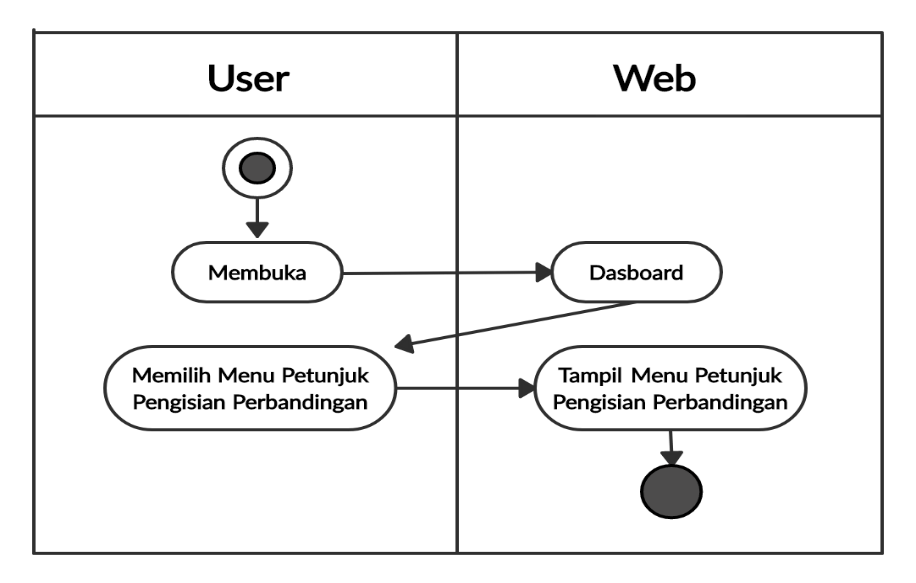 User
Web
Membuka
Dasboard
Memilih Menu Petunjuk
Pengisian Perbandingan
Tampil Menu Petunjuk
Pengisian Perbandingan